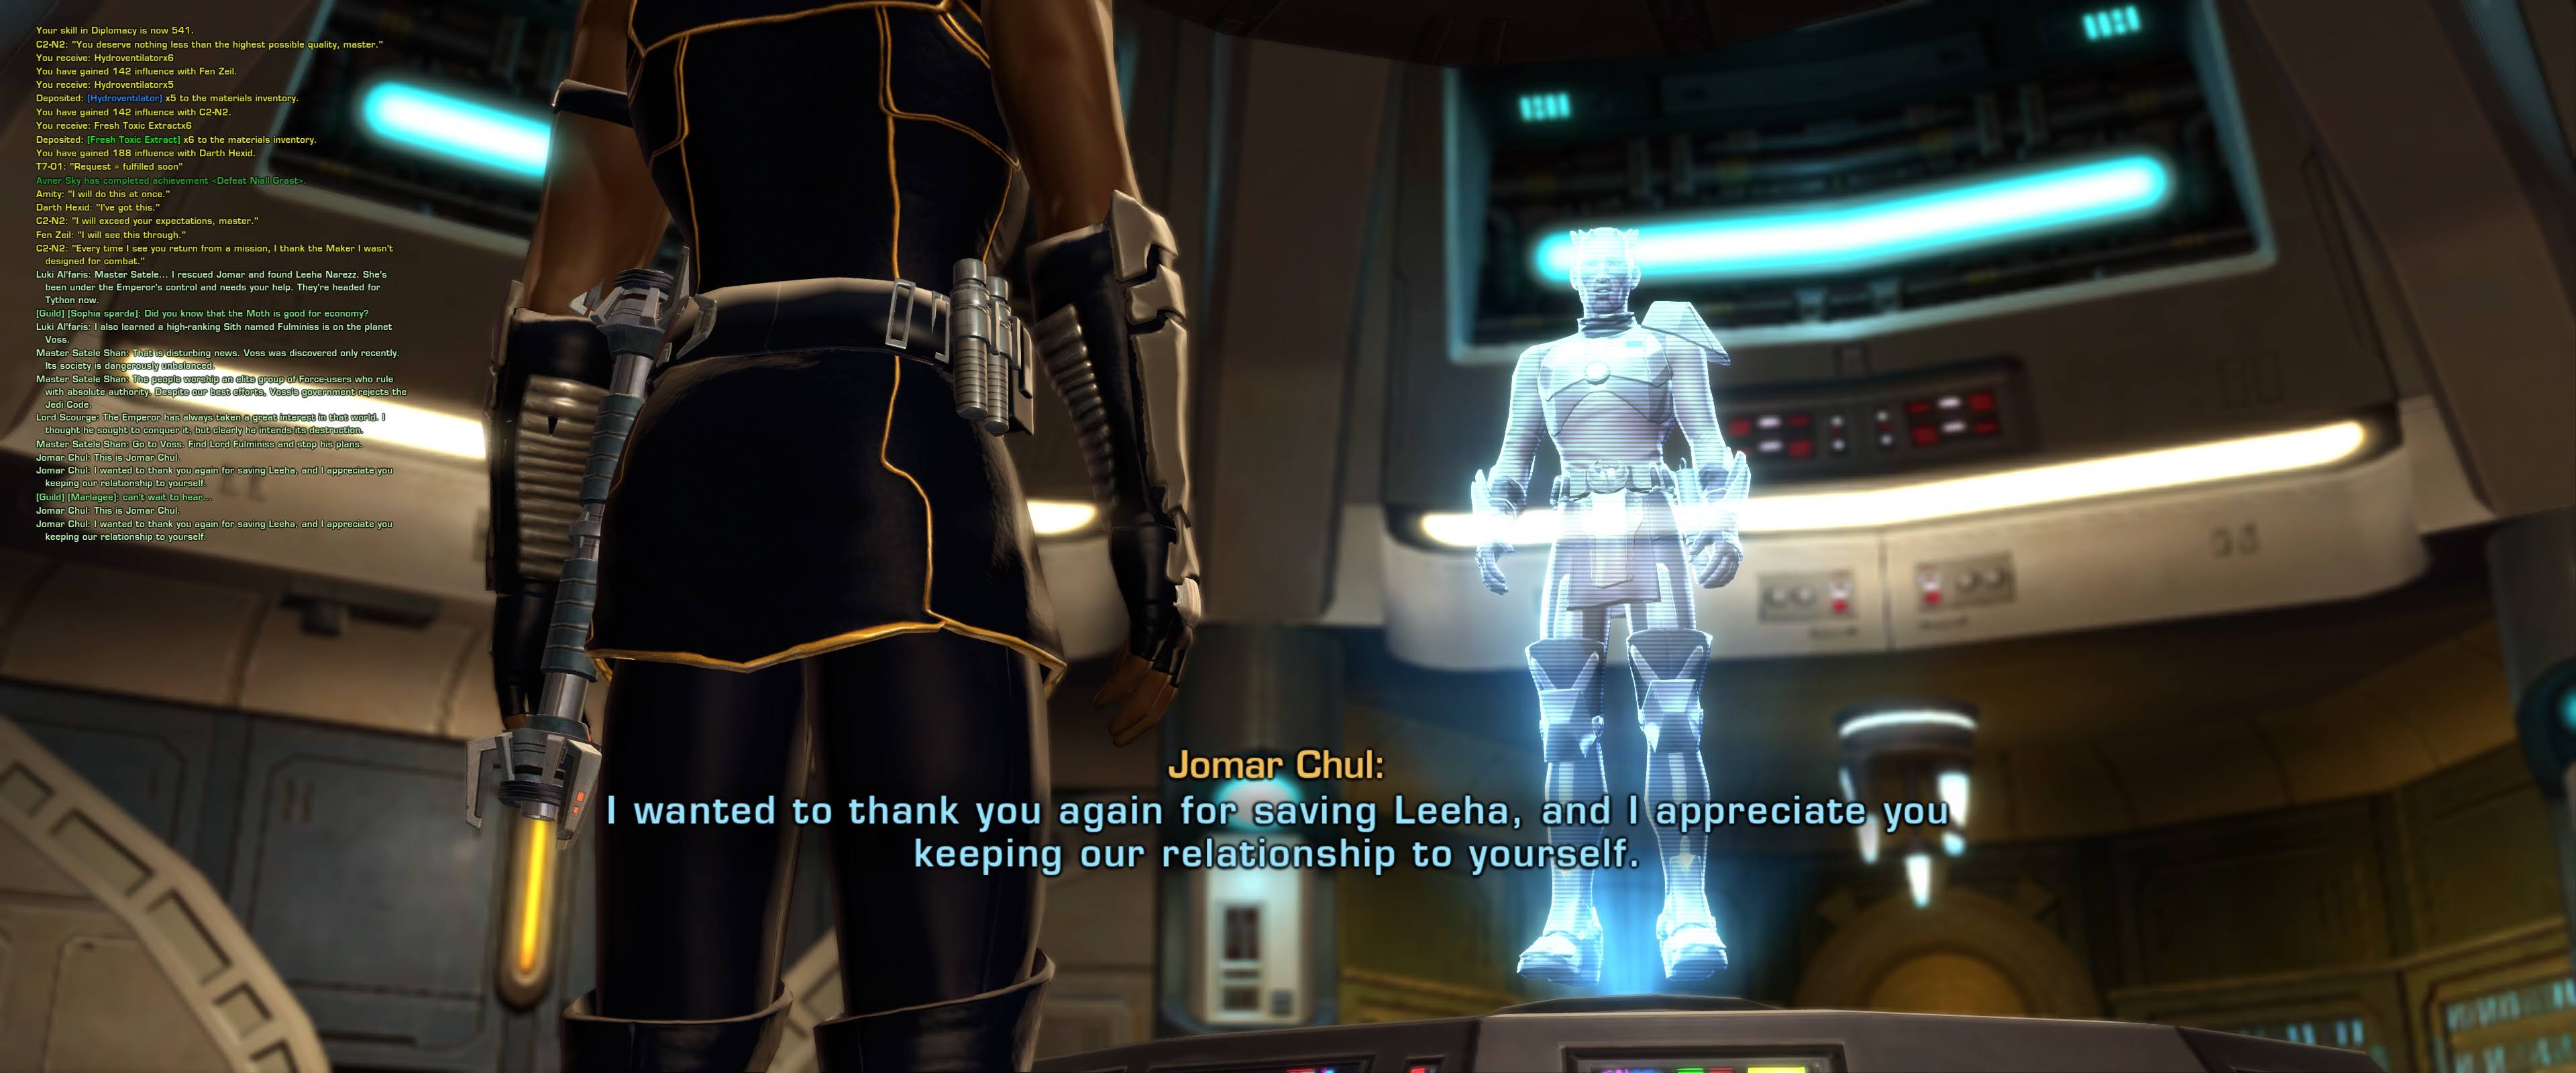 Your skill in Diplomacy is now 541.
C2-N2: "You deserve nothing less than the highest possible quality, master."
You receive: Hydroventilatorx6
You have gained 142 influence with Fen Zeil.
You receive: Hydroventilatorx5
Deposited: [Hydroventilator] x5 to the materials inventory.
You have gained 142 influence with C2-N2.
You receive: Fresh Toxic Extractx6
Deposited: [Fresh Toxic Extract] x6 to the materials inventory.
You have gained 188 influence with Darth Hexid.
T7-01: "Request = fulfilled soon"
Avner Sky has completed achievement <Defeat Niall Grast>.
Amity: "I will do this at once."
Darth Hexid: "I've got this."
C2-N2: "I will exceed your expectations, master."
Fen Zeil: "I will see this through."
C2-N2: "Every time I see you return from a mission, I thank the Maker I wasn't
designed for combat."
Luki Al'faris: Master Satele... I rescued Jomar and found Leeha Narezz. She's
been under the Emperor's control and needs your help. They're headed for
Tython now.
[Guild] [Sophia sparda]: Did you know that the Moth is good for economy?
Luki Al'faris: I also learned a high-ranking Sith named Fulminiss is on the planet
Voss.
Master Satele Shan: That is disturbing news. Voss was discovered only recently.
Its society is dangerously unbalanced.
Master Satele Shan: The people worship an elite group of Force-users who rule
with absolute authority. Despite our best efforts, Voss's government rejects the
Jedi Code.
Lord Scourge: The Emperor has always taken a great interest in that world. I
thought he sought to conquer it, but clearly he intends its destruction.
Master Satele Shan: Go to Voss. Find Lord Fulminiss and stop his plans.
Jomar Chul: This is Jomar Chul.
Jomar Chul: I wanted to thank you again for saving Leeha, and I appreciate you
keeping our relationship to yourself.
[Guild] [Marlagee]: can't wait to hear...
Jomar Chul: This is Jomar Chul.
Jomar Chul: I wanted to thank you again for saving Leeha, and I appreciate you
keeping our relationship to yourself.
Jomar Chul:
I wanted to thank you again for saving Leeha, and I appreciate you
keeping our relationship to yourself.